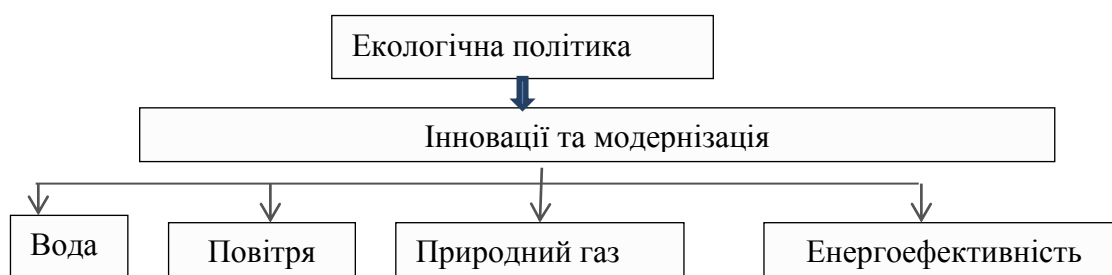 Екологічна політика
Інновації та модернізація
Вода
Повітря
Природний газ
Енергоефективність